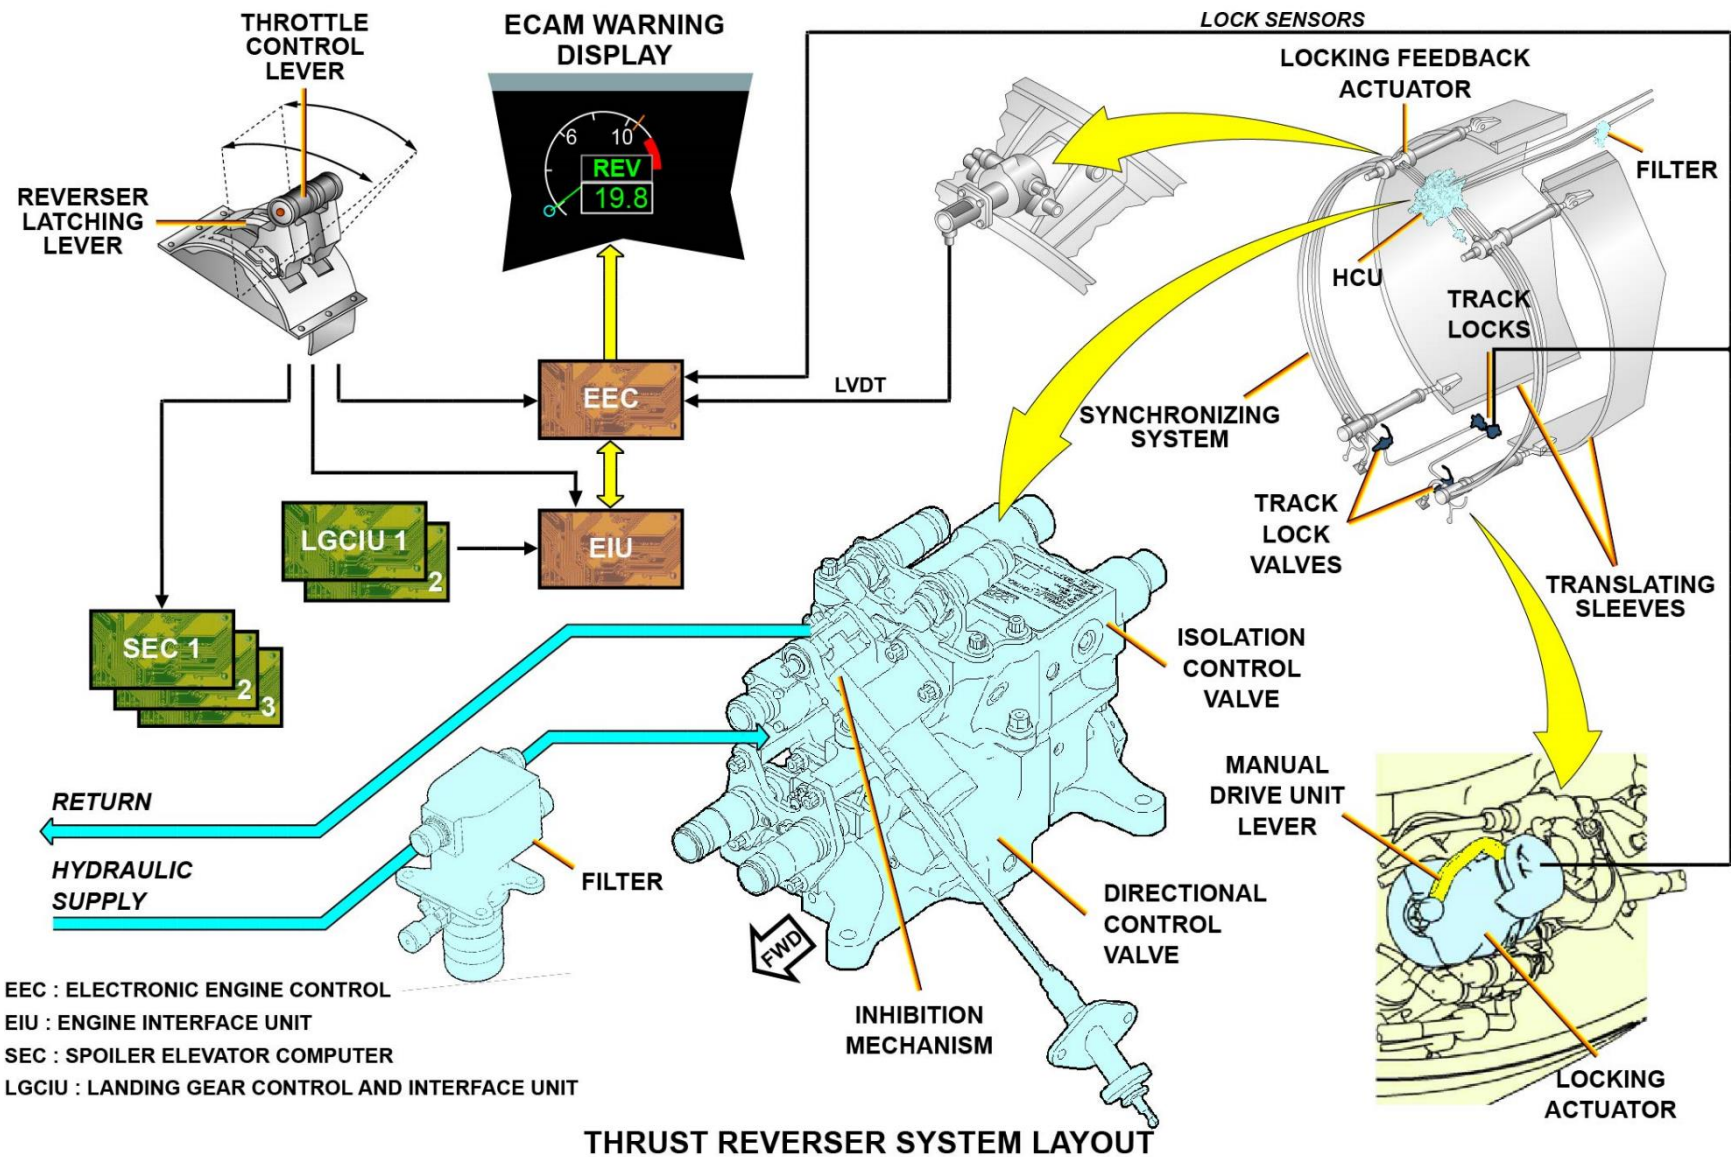 THROTTLE
CONTROL
LEVER
ECAM WARNING
DISPLAY
LOCK SENSORS
LOCKING FEEDBACK
ACTUATOR
6
10
REV
19.8
FILTER
REVERSER
LATCHING
LEVER
HCU
TRACK
LOCKS
EEC
LVDT
SYNCHRONIZING
SYSTEM
LGCIU 1
2
EIU
TRACK
LOCK
VALVES
TRANSLATING
SLEEVES
SEC 1
2
3
ISOLATION
CONTROL
VALVE
MANUAL
DRIVE UNIT
LEVER
RETURN
HYDRAULIC
SUPPLY
FILTER
DIRECTIONAL
CONTROL
VALVE
FWD
INHIBITION
MECHANISM
LOCKING
ACTUATOR
EEC : ELECTRONIC ENGINE CONTROL
EIU : ENGINE INTERFACE UNIT
SEC : SPOILER ELEVATOR COMPUTER
LGCIU : LANDING GEAR CONTROL AND INTERFACE UNIT
THRUST REVERSER SYSTEM LAYOUT